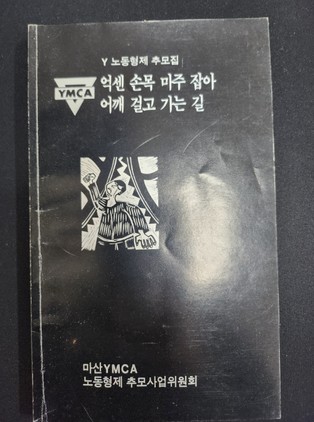 Y 노동형제 추모집
YMCA
억센 손목 마주 잡아
어깨 걸고 가는 길
마산YMCA
노동형제 추모사업위원회